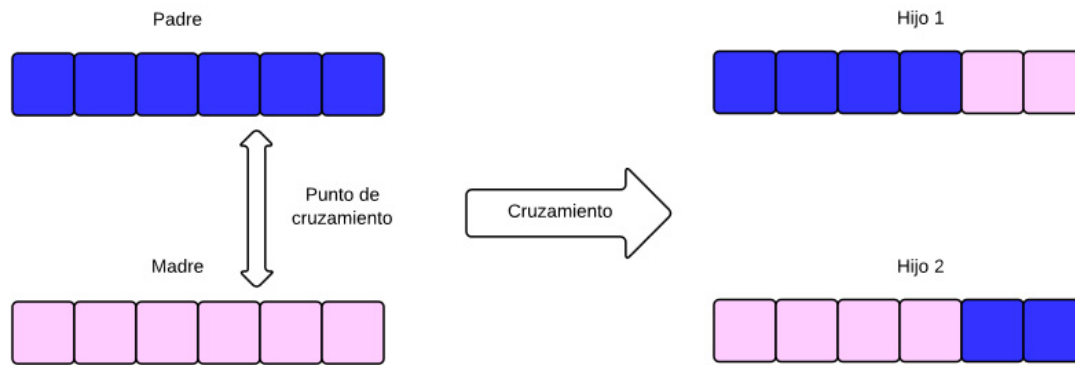 Padre
Hijo 1
Punto de
cruzamiento
Cruzamiento
Madre
Hijo 2